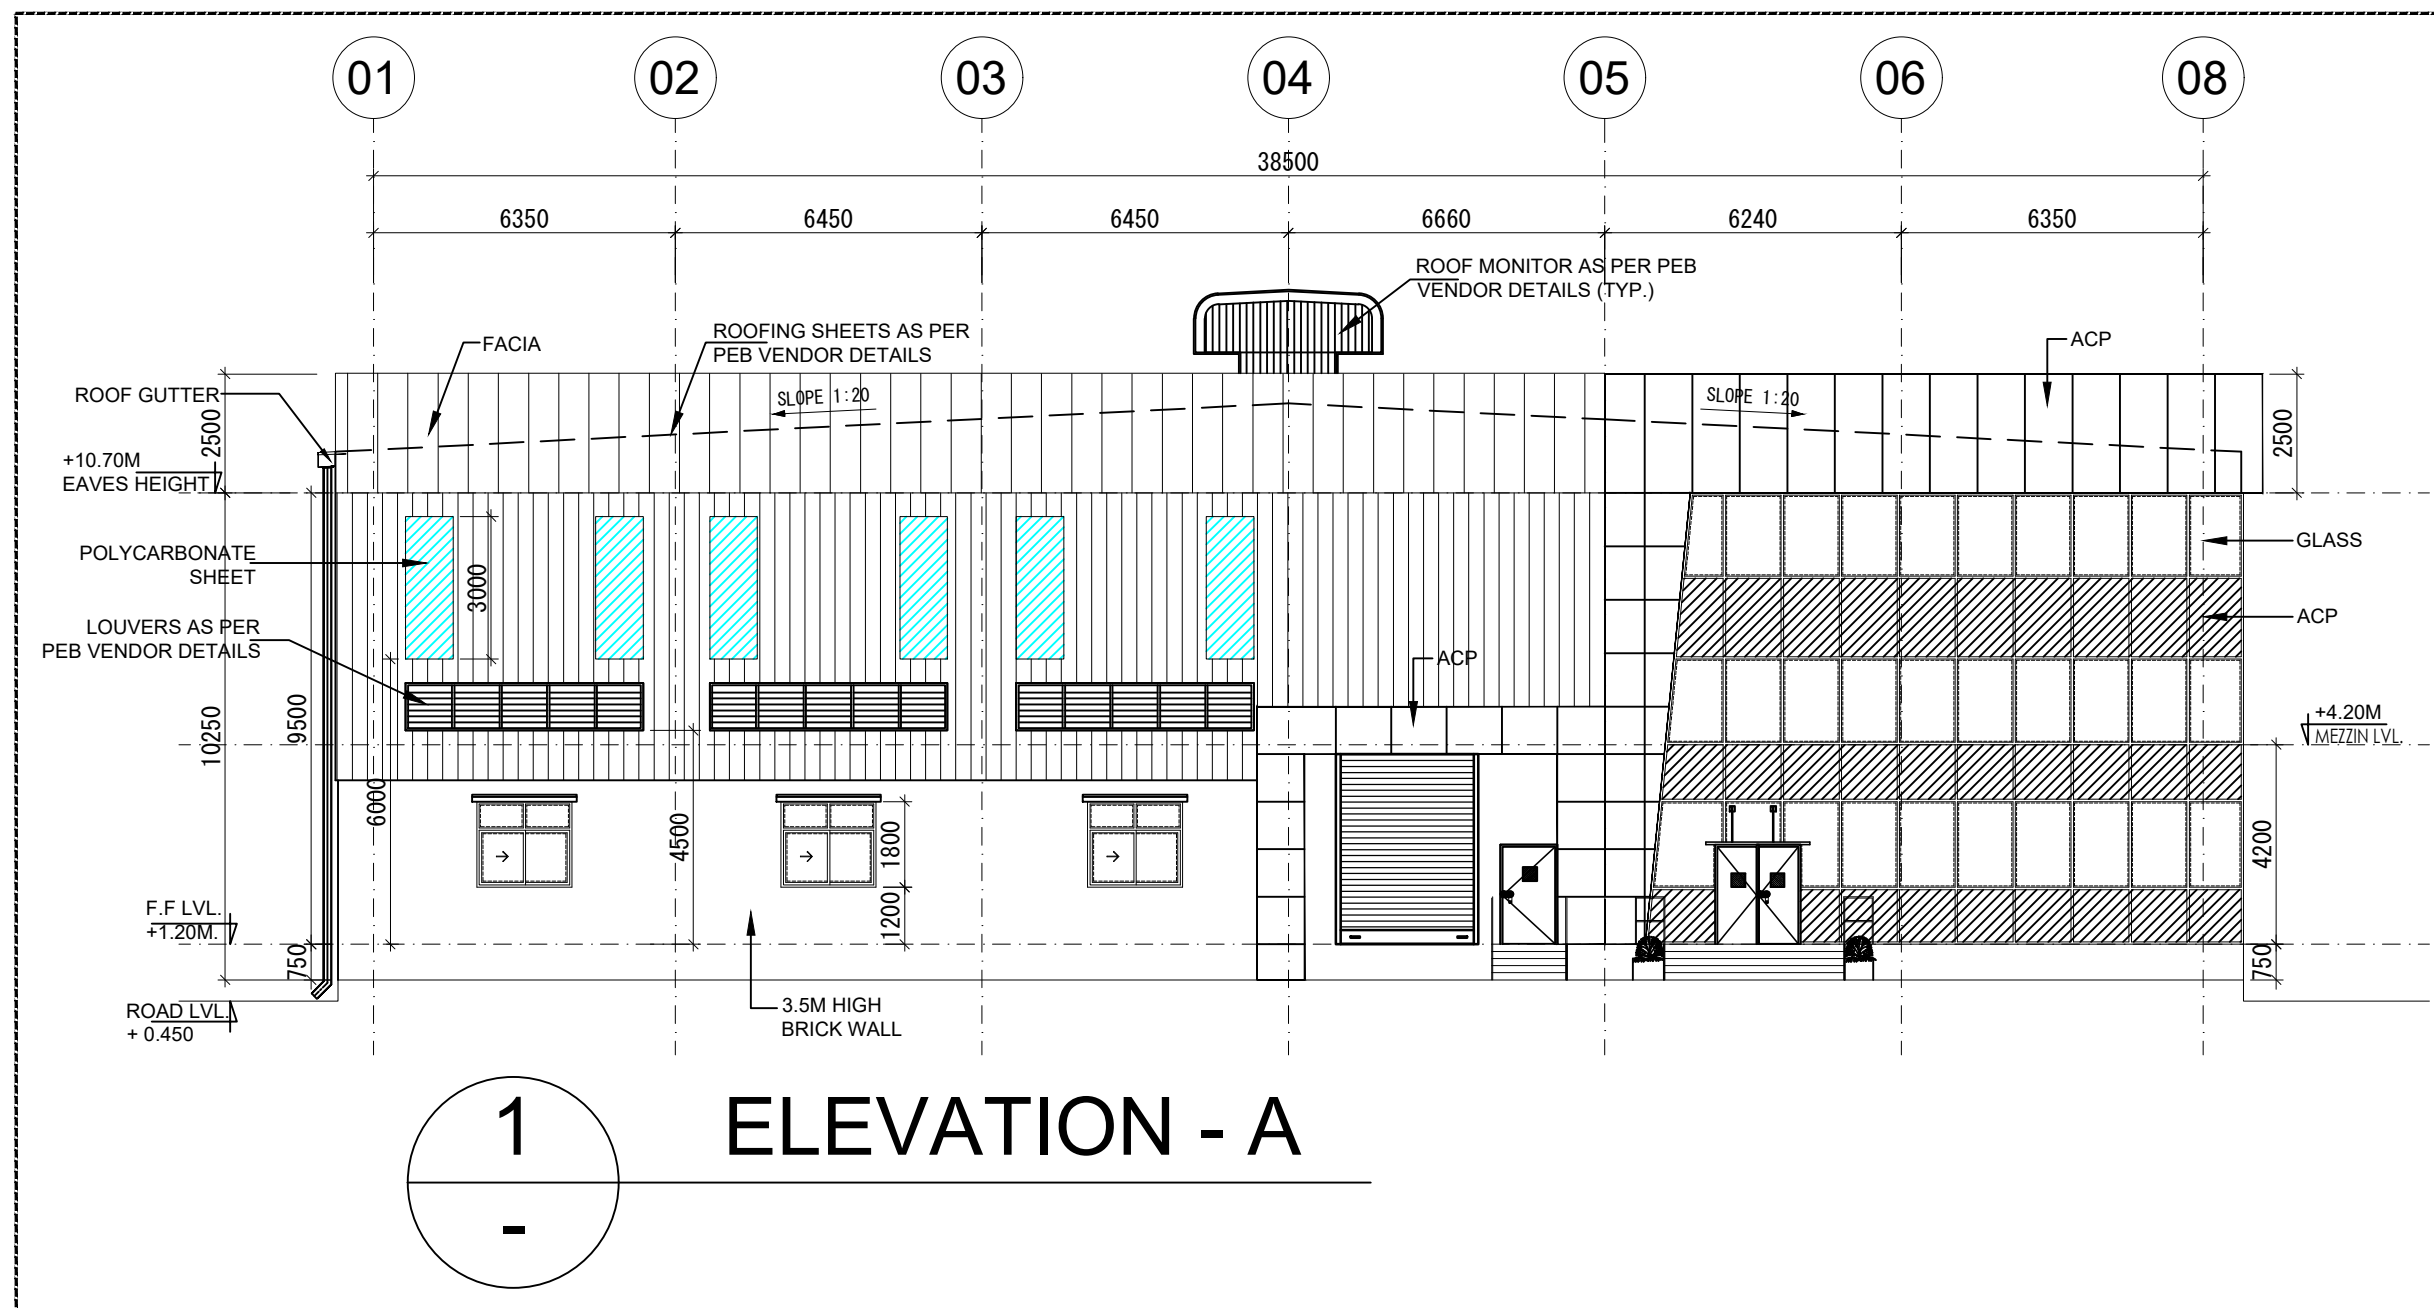 01
02
03
04
05
06
08
38500
6350
6450
6450
6660
6240
6350
ROOF MONITOR AS PER PEB
VENDOR DETAILS (TYP.)
ROOFING SHEETS AS PER
PEB VENDOR DETAILS
FACIA
ACP
ROOF GUTTER
SLOPE 1:20
SLOPE 1:20
2500
2500
+10.70M
EAVES HEIGHT
POLYCARBONATE
SHEET
3000
GLASS
LOUVERS AS PER
PEB VENDOR DETAILS
ACP
ACP
10250
9500
+4.20M
MEZZIN LVL.
6000
4500
1800
1200
4200
F.F LVL.
+1.20M.
750
750
ROAD LVL.
+ 0.450
3.5M HIGH
BRICK WALL
1
-
ELEVATION - A